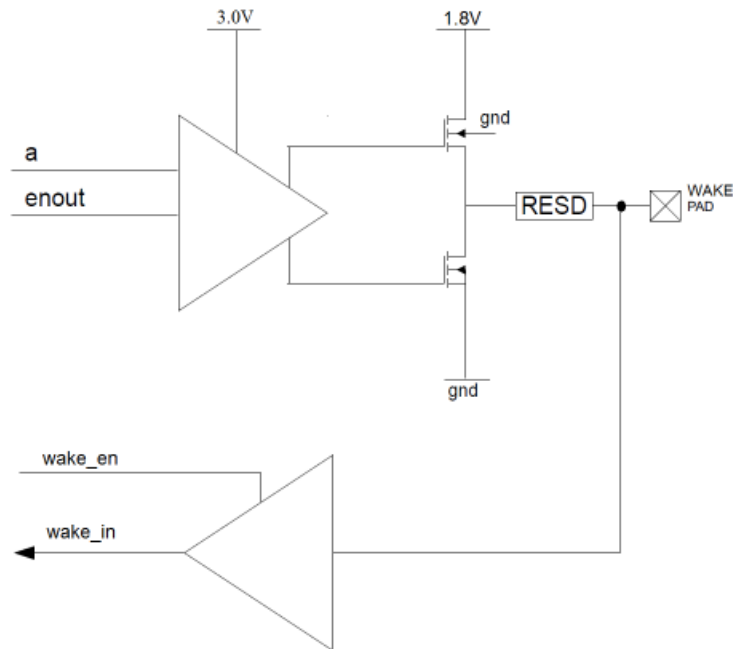 3.0V
1.8V
gnd
a
enout
RESD
WAKE
PAD
gnd
wake_en
wake_in